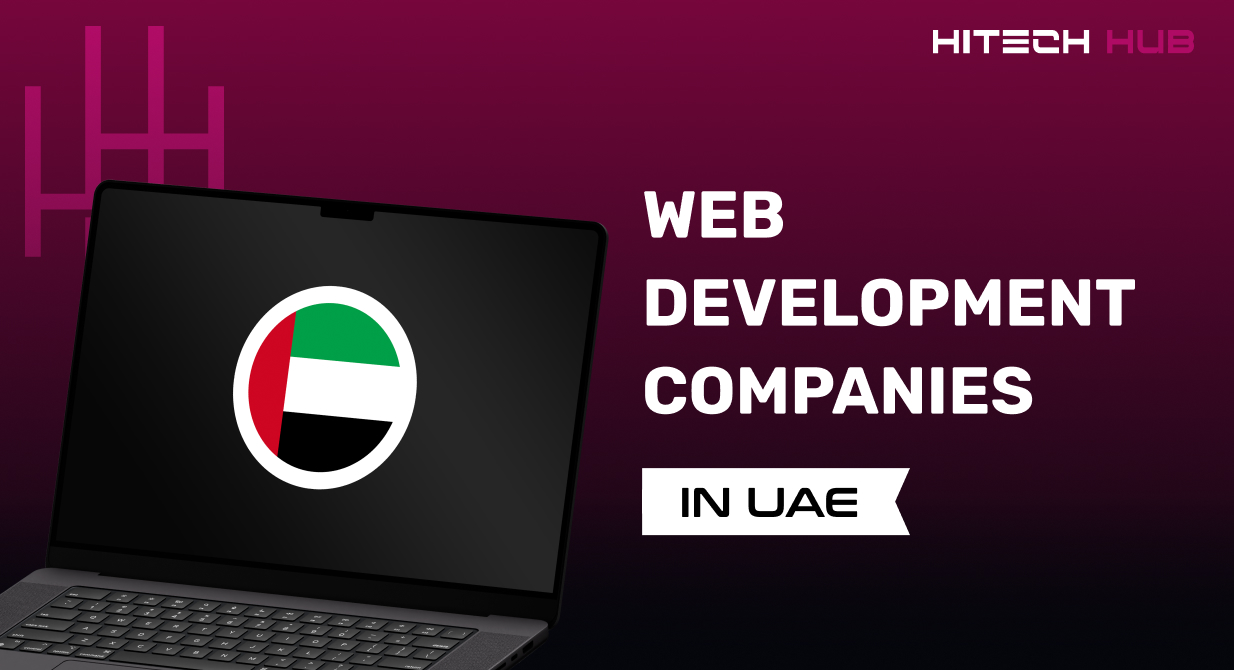 HITECH HUB
WEB
DEVELOPMENT
COMPANIES
IN UAE